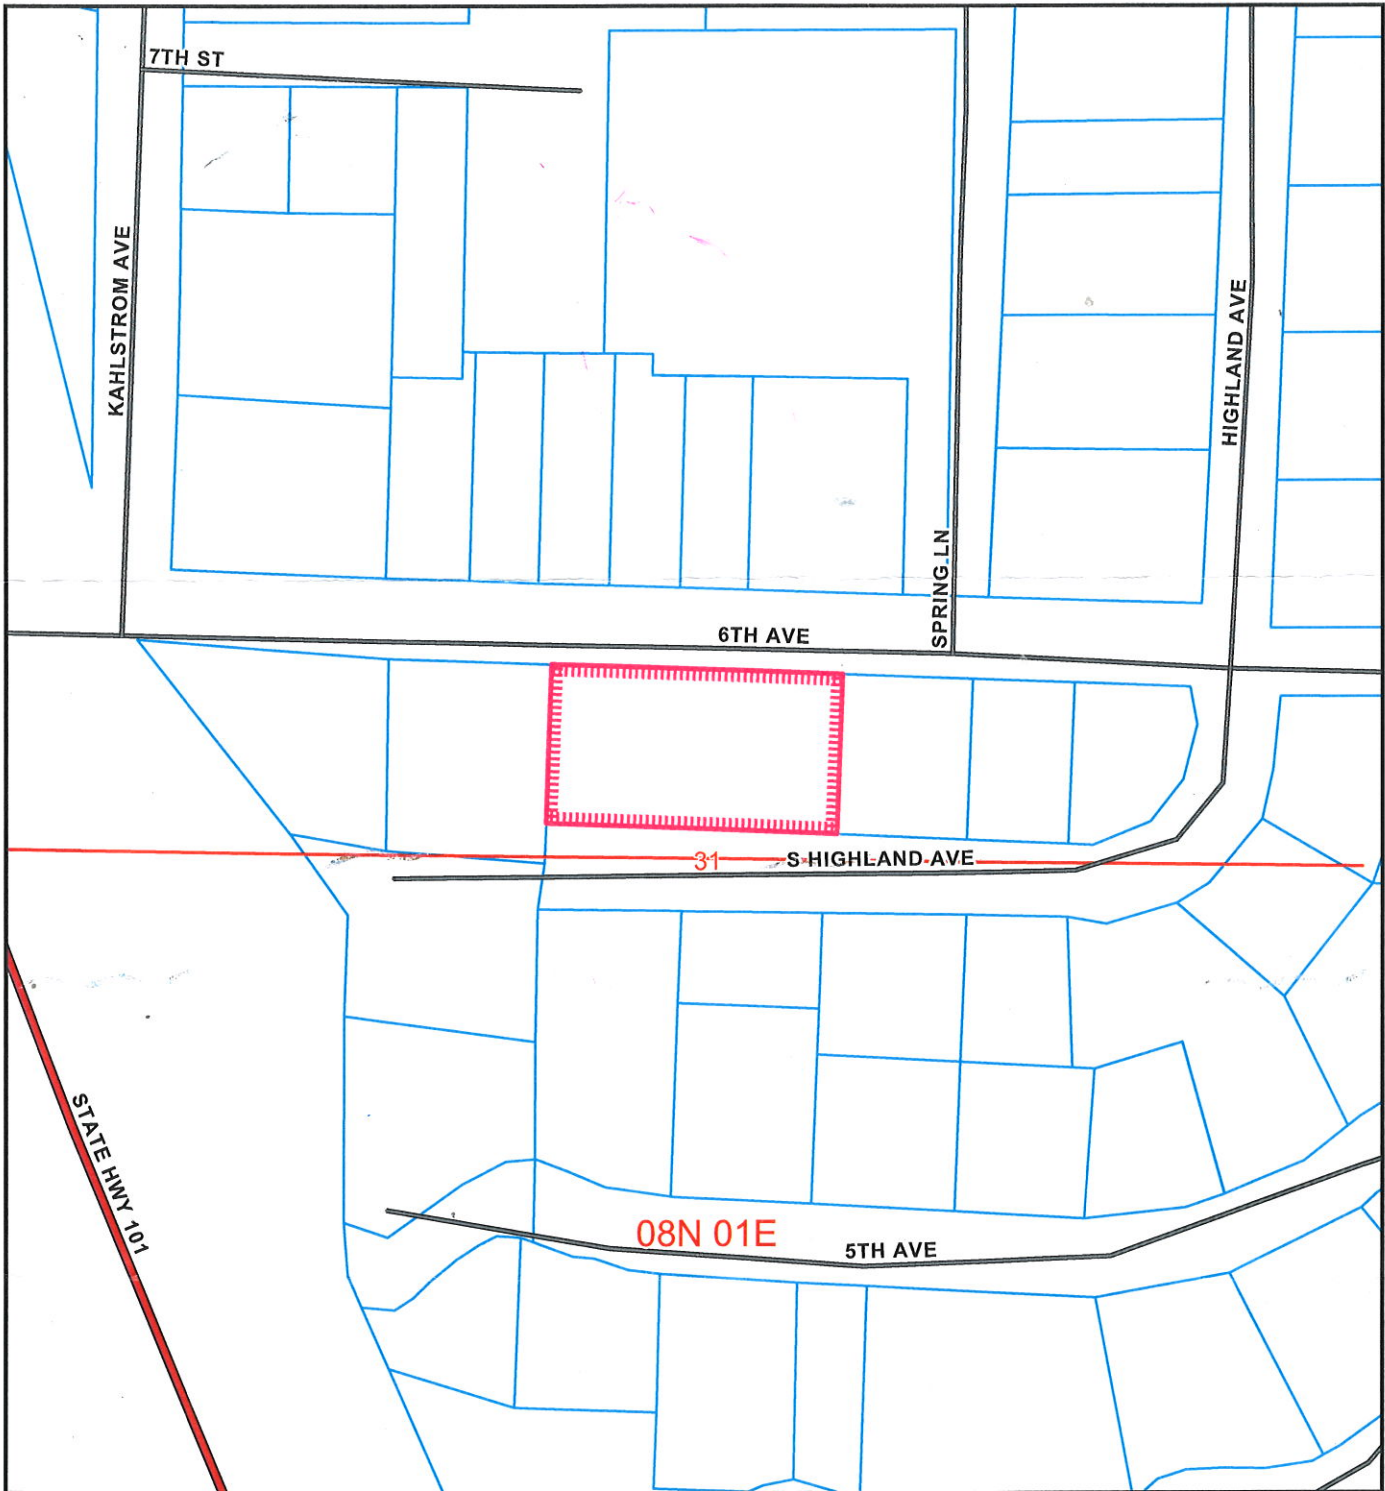 7TH ST
KAHLSTROM AVE
HIGHLAND AVE
SPRING LN
6TH AVE
31
S HIGHLAND AVE
STATE HWY 101
08N 01E
5TH AVE